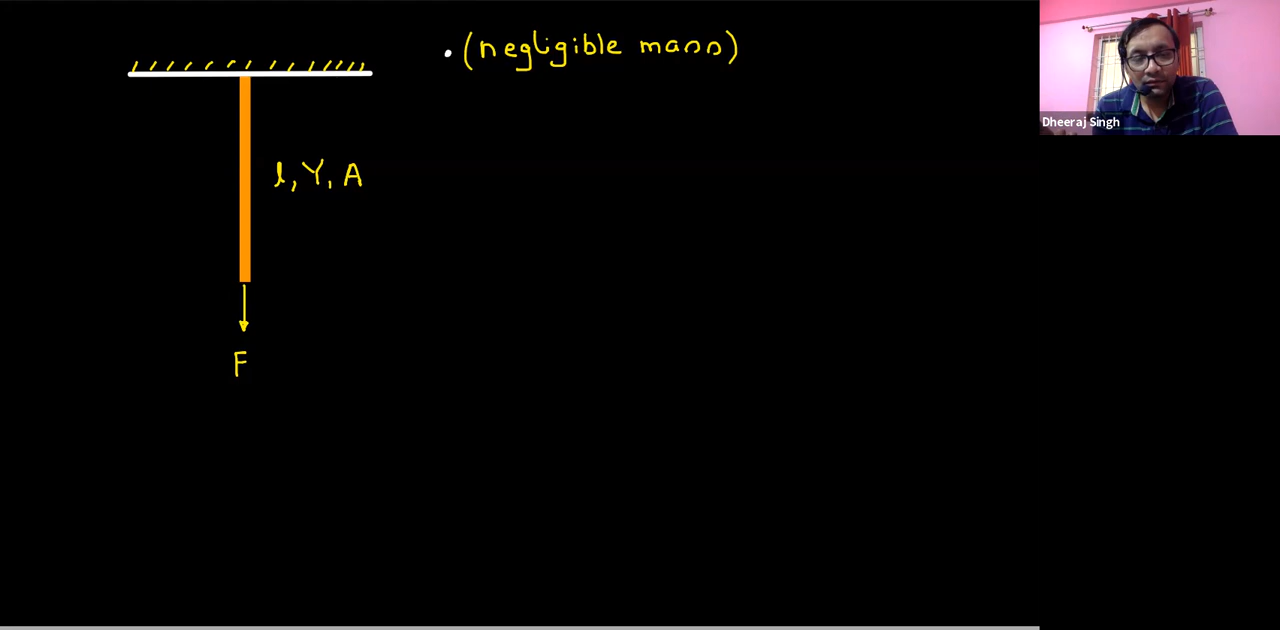 • (negligible mass)
l, Y, A
F
Dheeraj Singh